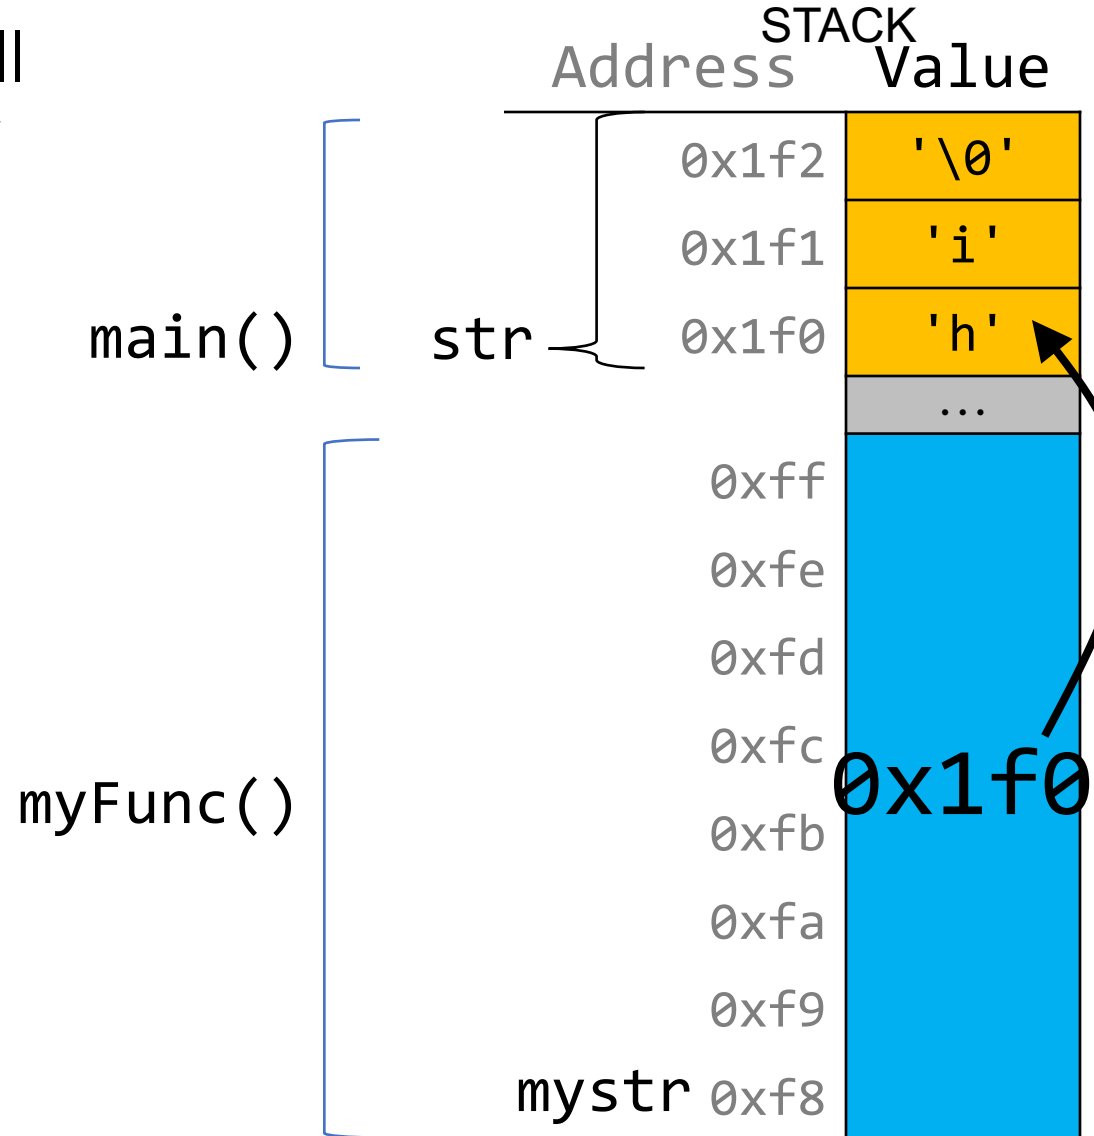 ll
STACK
Address Value
0x1f2 '\0'
0x1f1 'i'
main() str 0x1f0 'h'
...
0xff
0xfe
0xfd
0xfc
0x1f0
myFunc()
0xfb
0xfa
0xf9
mystr 0xf8